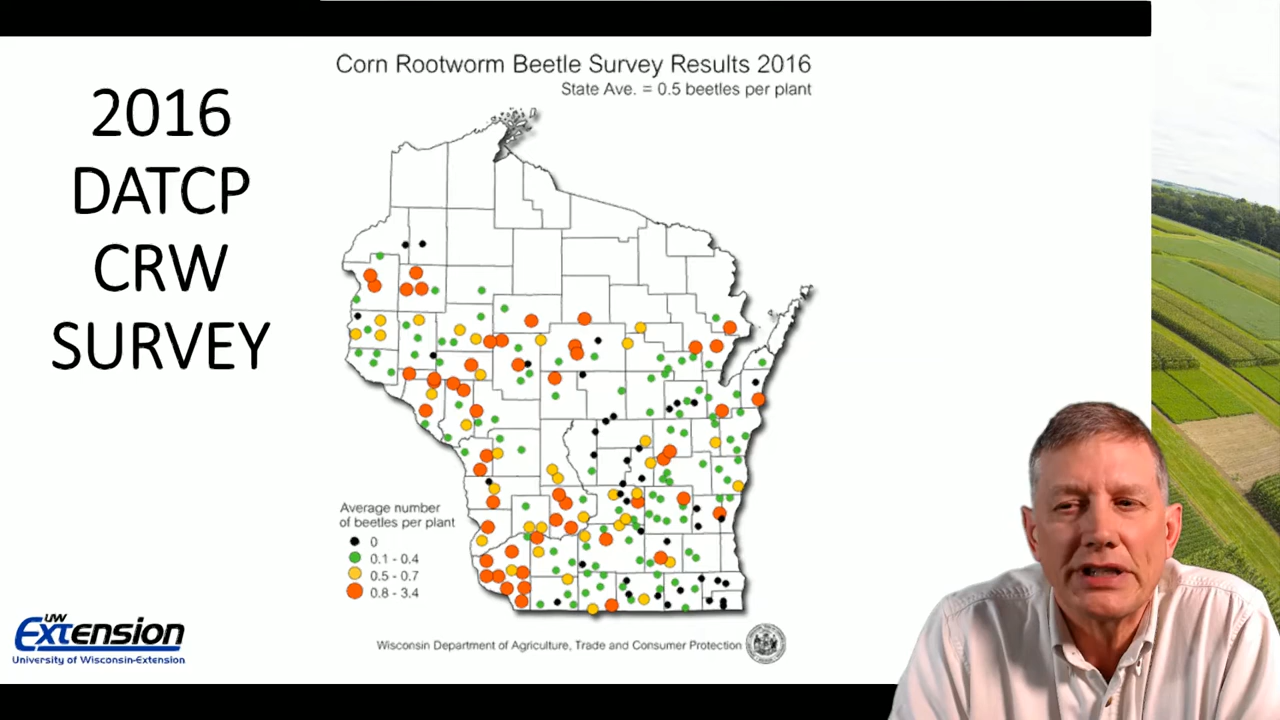 2016
DATCP
CRW
SURVEY
Corn Rootworm Beetle Survey Results 2016
State Ave. = 0.5 beetles per plant
Average number
of beetles per plant
0
0.1 - 0.4
0.5 - 0.7
0.8 - 3.4
UW
Extension
University of Wisconsin-Extension
Wisconsin Department of Agriculture, Trade and Consumer Protection